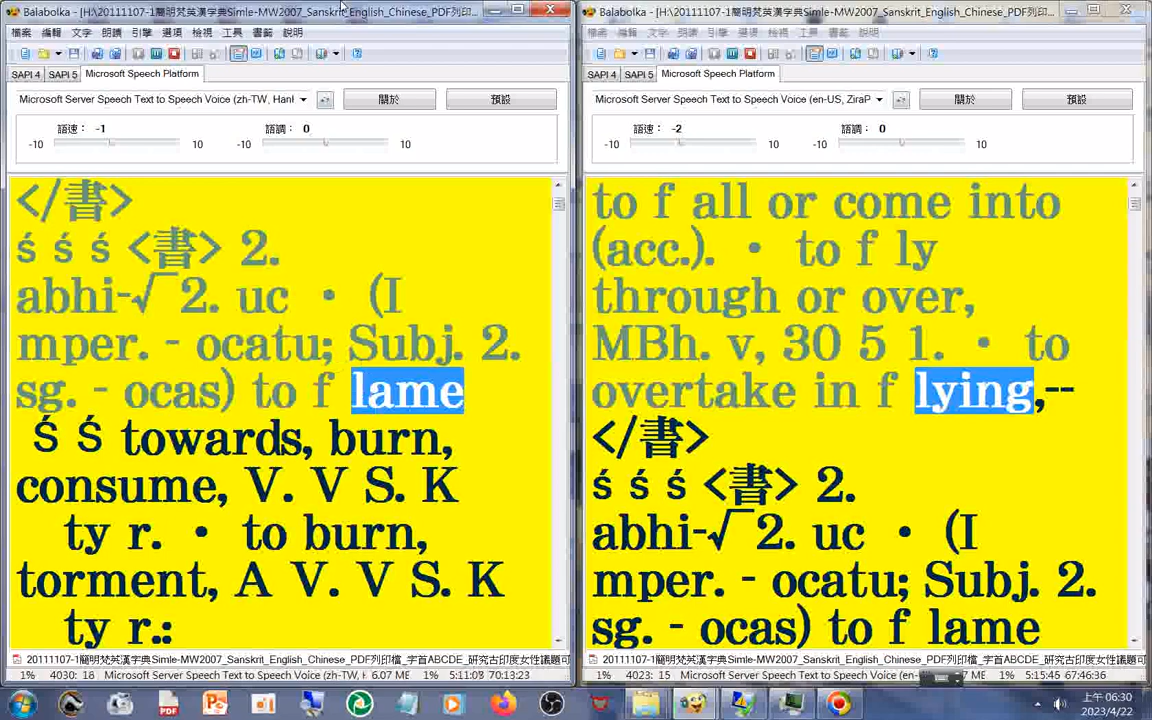 Balabolka - [H:\20111107-1簡明梵英漢字典Simle-MW2007_Sanskrit_English_Chinese_PDF列印...
檔案 編輯 文字 朗讀 引擎 選項 檢視 工具 書籤 說明
SAPI 4 SAPI 5 Microsoft Speech Platform
Microsoft Server Speech Text to Speech Voice (zh-TW, Hanl
關於 預設
語速： -1 語調： 0
-10 10 -10 10
</書>
ś ś ś <書> 2.
abhi-√ 2. uc • (I
mper. - ocatu; Subj. 2.
sg. - ocas) to f lame
Ś Ś towards, burn,
consume, V. V S. K
ty r. • to burn,
torment, A V. V S. K
ty r.:
20111107-1簡明梵英漢字典Simle-MW2007_Sanskrit_English_Chinese_PDF列印檔_字首ABCDE_研究古印度女性議題可
1% 4030: 16 Microsoft Server Speech Text to Speech Voice (zh-TW, H 6.07 ME 1% 5:11:03 70:13:23
Balabolka - [H:\20111107-1簡明梵英漢字典Simle-MW2007_Sanskrit_English_Chinese_PDF列印...
檔案 編輯 文字 朗讀 引擎 選項 檢視 工具 書籤 說明
SAPI 4 SAPI 5 Microsoft Speech Platform
Microsoft Server Speech Text to Speech Voice (en-US, ZiraP
關於 預設
語速： -2 語調： 0
-10 10 -10 10
to f all or come into
(acc.). • to f ly
through or over,
MBh. v, 30 5 1. • to
overtake in f lying,--
</書>
ś ś ś <書> 2.
abhi-√ 2. uc • (I
mper. - ocatu; Subj. 2.
sg. - ocas) to f lame
20111107-1簡明梵英漢字典Simle-MW2007_Sanskrit_English_Chinese_PDF列印檔_字首ABCDE_研究古印度女性議題可
1% 4023: 15 Microsoft Server Speech Text to Speech Voice (en-US, 1% 5:15:45 67:46:36
上午 06:30
2023/4/22